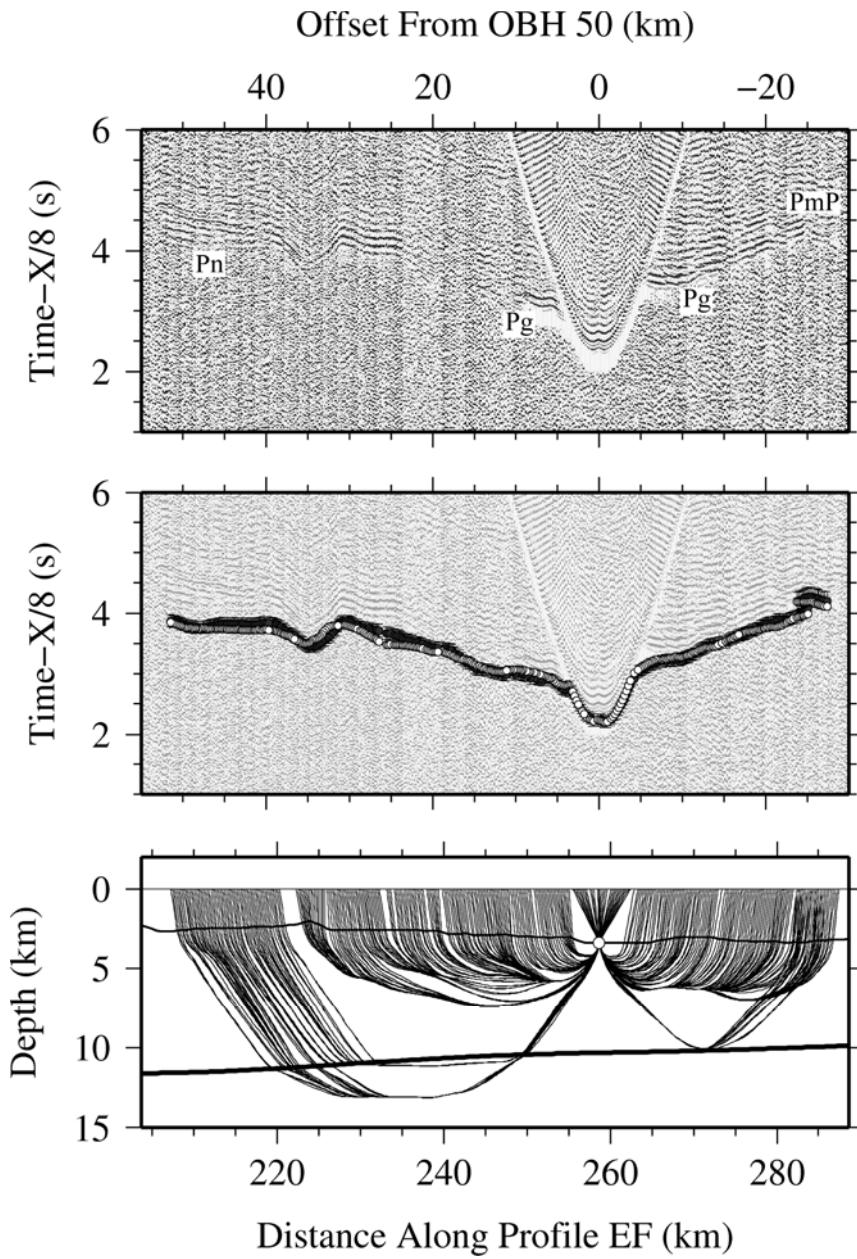 Offset From OBH 50 (km)
40 20 0 −20
6
4
2
Time−X/8 (s)
PmP
Pn
Pg
Pg
6
4
2
Time−X/8 (s)
0
5
10
15
Depth (km)
220 240 260 280
Distance Along Profile EF (km)